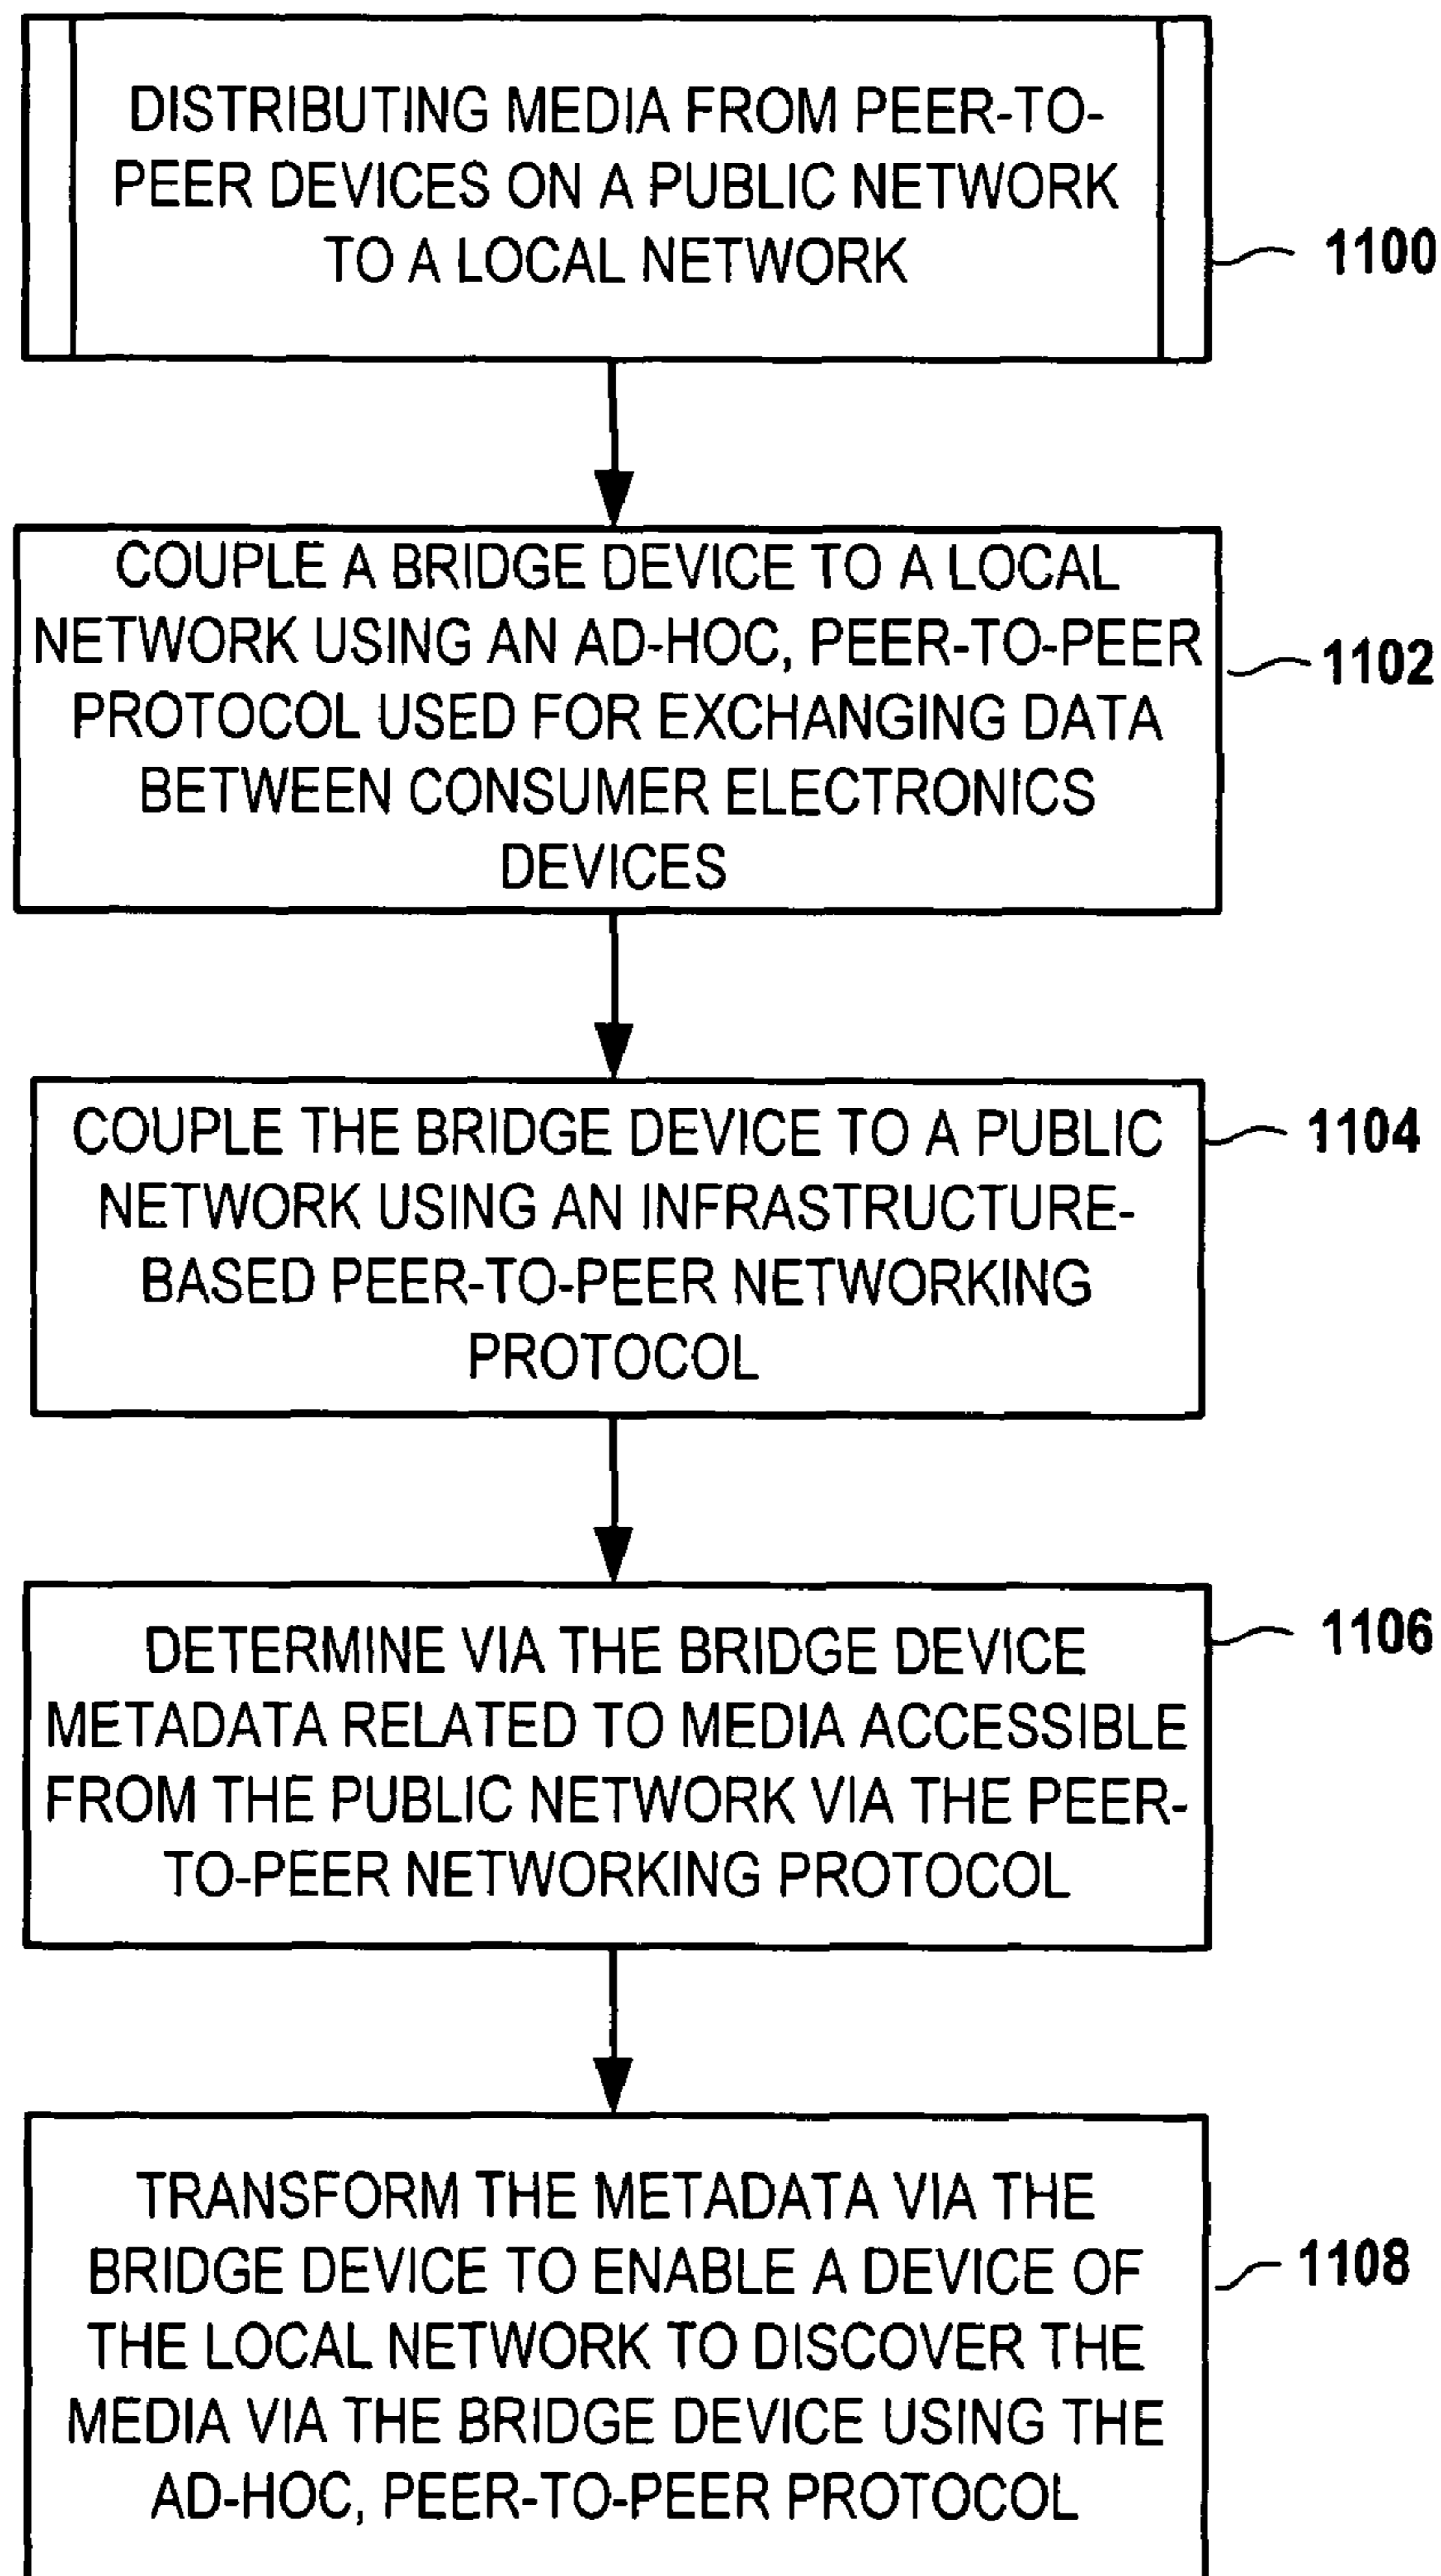 DISTRIBUTING MEDIA FROM PEER-TO-
PEER DEVICES ON A PUBLIC NETWORK
TO A LOCAL NETWORK
1100
COUPLE A BRIDGE DEVICE TO A LOCAL
NETWORK USING AN AD-HOC, PEER-TO-PEER
PROTOCOL USED FOR EXCHANGING DATA
BETWEEN CONSUMER ELECTRONICS
DEVICES
1102
COUPLE THE BRIDGE DEVICE TO A PUBLIC
NETWORK USING AN INFRASTRUCTURE-
BASED PEER-TO-PEER NETWORKING
PROTOCOL
1104
DETERMINE VIA THE BRIDGE DEVICE
METADATA RELATED TO MEDIA ACCESSIBLE
FROM THE PUBLIC NETWORK VIA THE PEER-
TO-PEER NETWORKING PROTOCOL
1106
TRANSFORM THE METADATA VIA THE
BRIDGE DEVICE TO ENABLE A DEVICE OF
THE LOCAL NETWORK TO DISCOVER THE
MEDIA VIA THE BRIDGE DEVICE USING THE
AD-HOC, PEER-TO-PEER PROTOCOL
1108